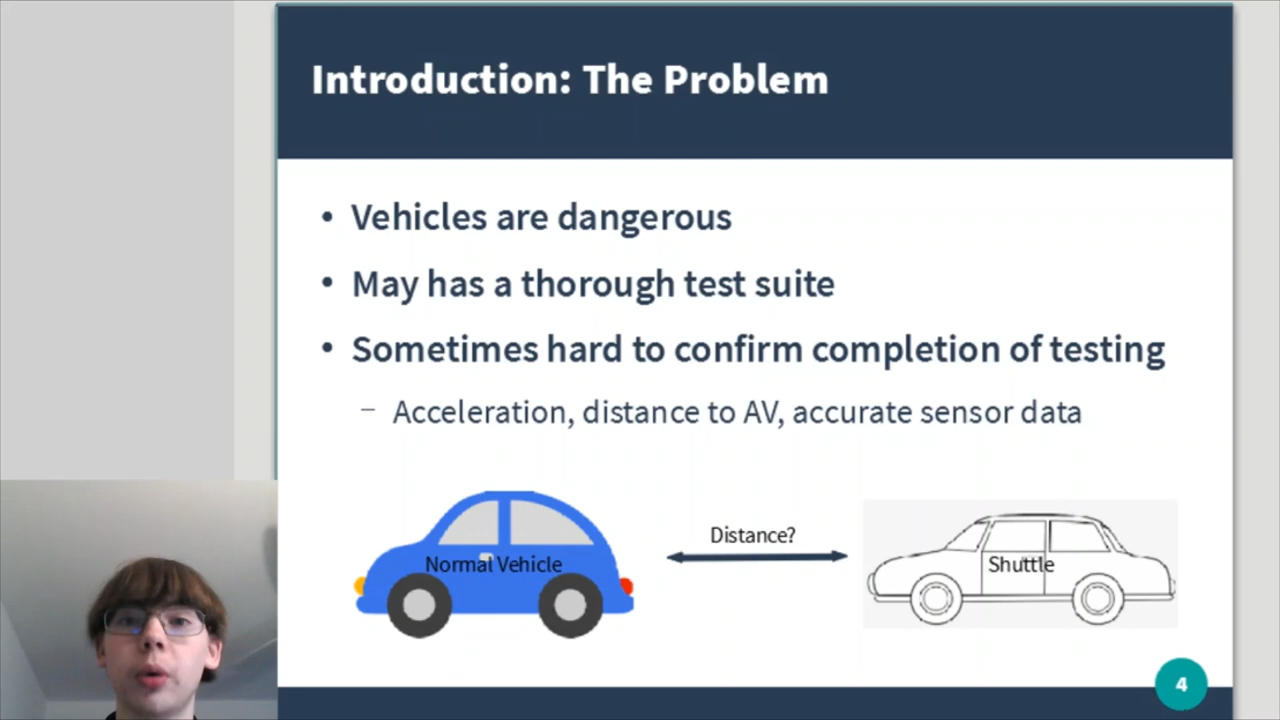 Introduction: The Problem
• Vehicles are dangerous
• May has a thorough test suite
• Sometimes hard to confirm completion of testing
– Acceleration, distance to AV, accurate sensor data
Distance?
Normal Vehicle
Shuttle
4